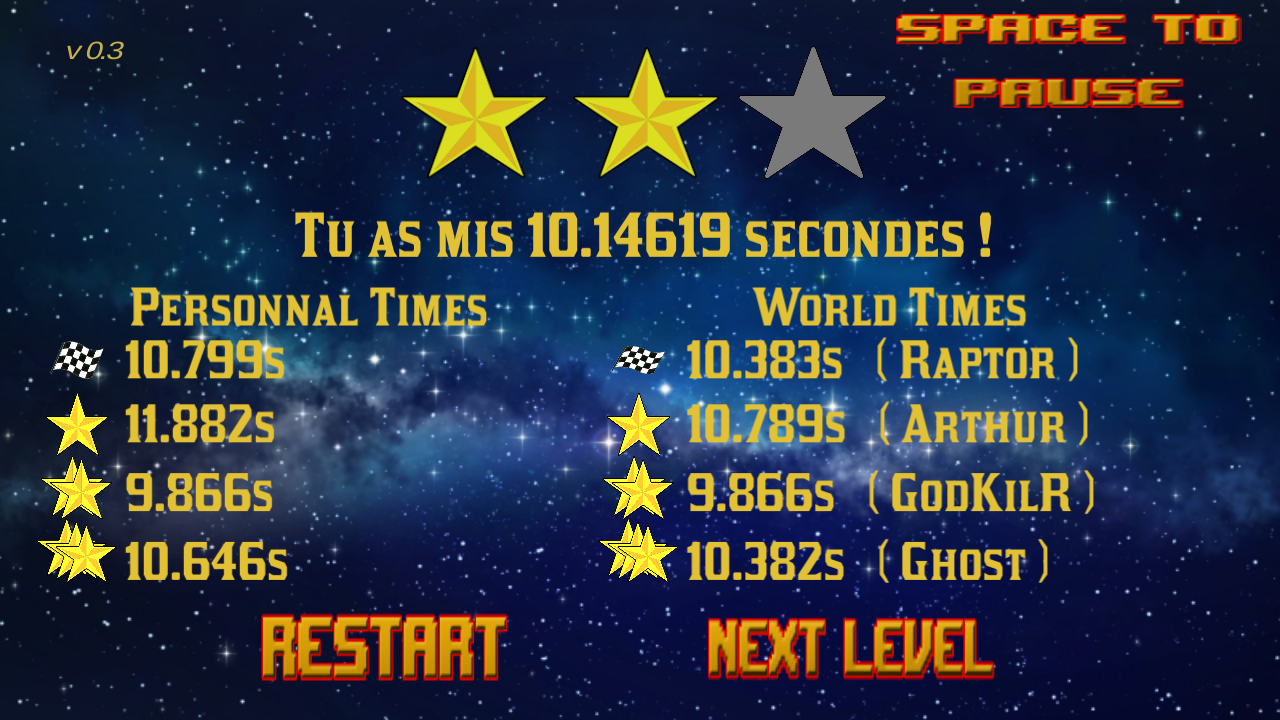 v 0.3
SPACE TO
PAUSE
Tu as mis 10.14619 secondes !
Personnal Times
World Times
10.799s
10.383s ( Raptor )
11.882s
10.789s ( Arthur )
9.866s
9.866s ( GodKilR )
10.646s
10.382s ( Ghost )
RESTART
NEXT LEVEL